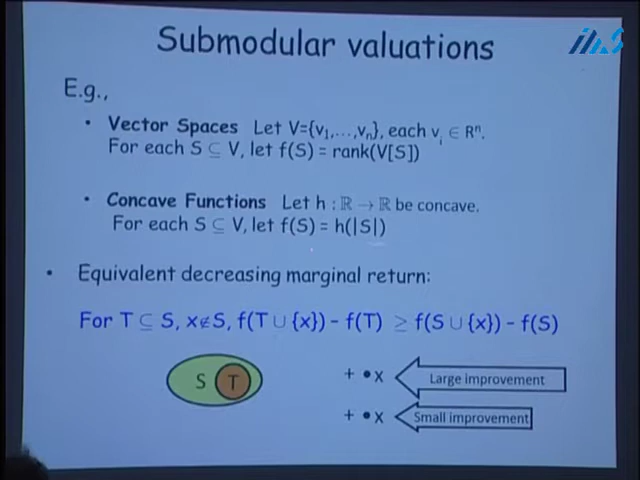 Submodular valuations
E.g.,
• Vector Spaces Let V={v₁,...,vₙ}, each vᵢ ∈ Rⁿ.
For each S ⊆ V, let f(S) = rank(V[S])
• Concave Functions Let h : ℝ → ℝ be concave.
For each S ⊆ V, let f(S) = h(|S|)
• Equivalent decreasing marginal return:
For T ⊆ S, x∉S, f(T ∪ {x}) - f(T) ≥ f(S ∪ {x}) - f(S)
S T
+ •x Large improvement
+ •x Small improvement